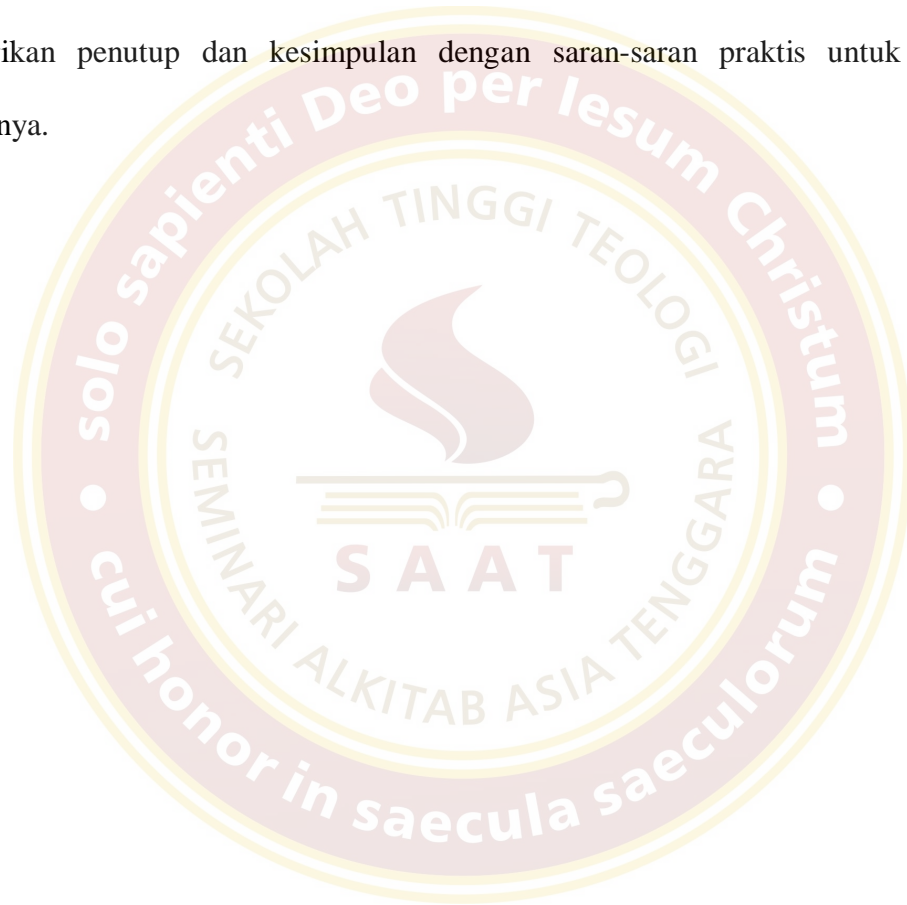 rikan penutup dan kesimpulan dengan saran-saran praktis untuk
nya.
solo sapienti Deo per Iesum Christum
SEKOLAH TINGGI TEOLOGI
SEMINARI ALKITAB ASIA TENGGARA
SAAT
cui honor in saecula saeculorum